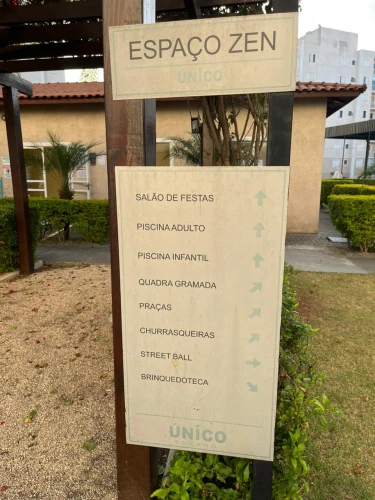 ESPAÇO ZEN
ÚNICO
SALÃO DE FESTAS
PISCINA ADULTO
PISCINA INFANTIL
QUADRA GRAMADA
PRAÇAS
CHURRASQUEIRAS
STREET BALL
BRINQUEDOTECA
ÚNICO